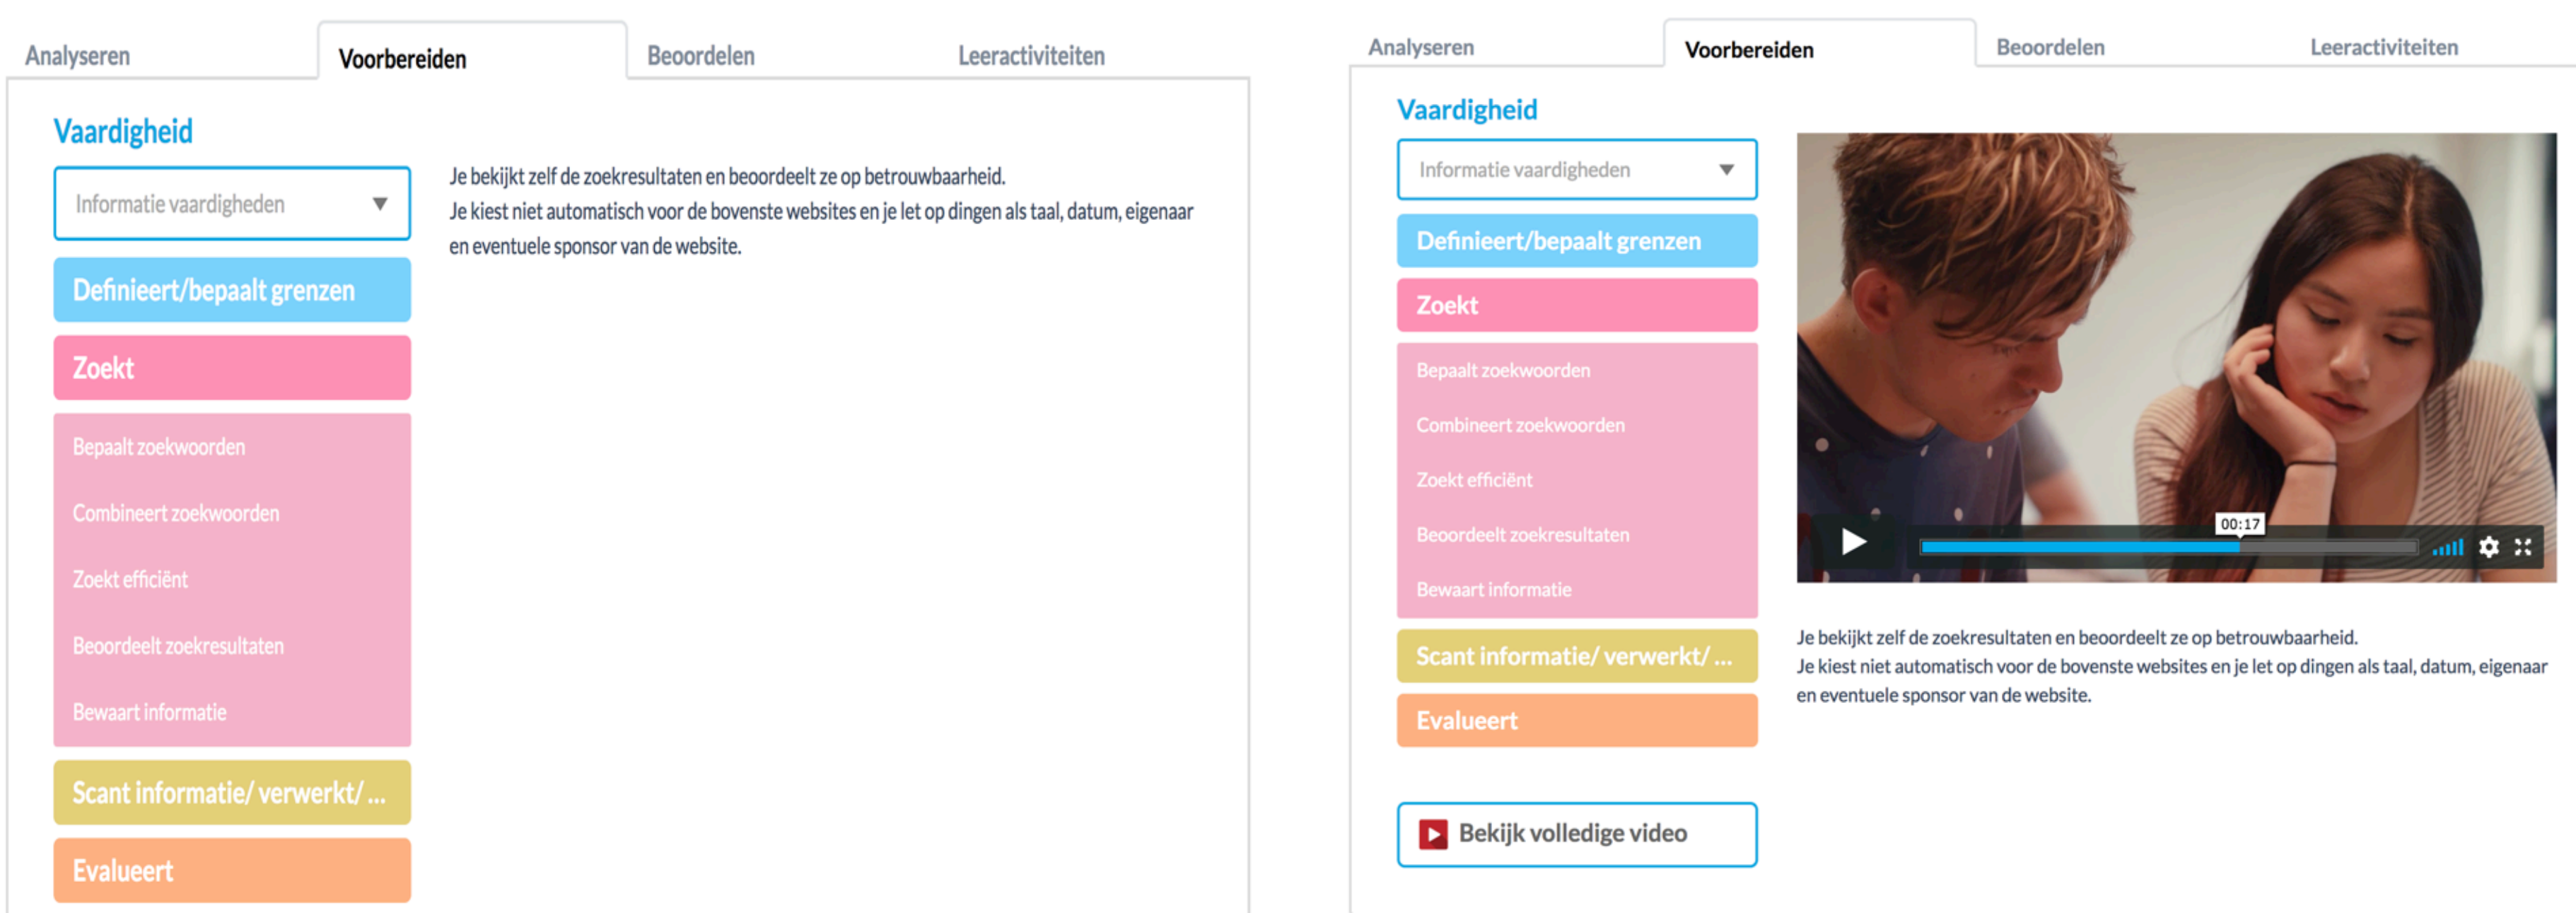 Analyseren
Voorbereiden
Beoordelen
Leeractiviteiten
Vaardigheid
Informatie vaardigheden
Definieert/bepaalt grenzen
Zoekt
Bepaalt zoekwoorden
Combineert zoekwoorden
Zoekt efficiënt
Beoordeelt zoekresultaten
Bewaart informatie
Scant informatie/ verwerkt/ ...
Evalueert
Je bekijkt zelf de zoekresultaten en beoordeelt ze op betrouwbaarheid.
Je kiest niet automatisch voor de bovenste websites en je let op dingen als taal, datum, eigenaar
en eventuele sponsor van de website.
Analyseren
Voorbereiden
Beoordelen
Leeractiviteiten
Vaardigheid
Informatie vaardigheden
Definieert/bepaalt grenzen
Zoekt
Bepaalt zoekwoorden
Combineert zoekwoorden
Zoekt efficiënt
Beoordeelt zoekresultaten
Bewaart informatie
Scant informatie/ verwerkt/ ...
Evalueert
Bekijk volledige video
00:17
Je bekijkt zelf de zoekresultaten en beoordeelt ze op betrouwbaarheid.
Je kiest niet automatisch voor de bovenste websites en je let op dingen als taal, datum, eigenaar
en eventuele sponsor van de website.